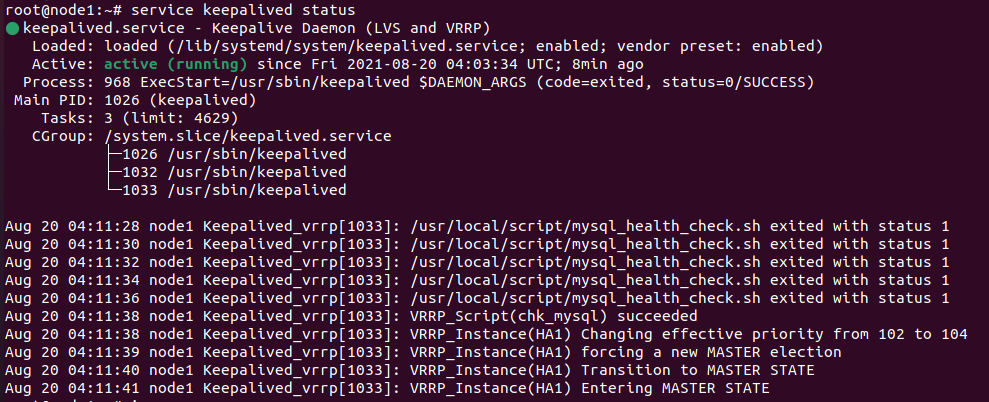 root@node1:~# service keepalived status
● keepalived.service - Keepalive Daemon (LVS and VRRP)
   Loaded: loaded (/lib/systemd/system/keepalived.service; enabled; vendor preset: enabled)
   Active: active (running) since Fri 2021-08-20 04:03:34 UTC; 8min ago
  Process: 968 ExecStart=/usr/sbin/keepalived $DAEMON_ARGS (code=exited, status=0/SUCCESS)
 Main PID: 1026 (keepalived)
    Tasks: 3 (limit: 4629)
   CGroup: /system.slice/keepalived.service
           ├─1026 /usr/sbin/keepalived
           ├─1032 /usr/sbin/keepalived
           └─1033 /usr/sbin/keepalived

Aug 20 04:11:28 node1 Keepalived_vrrp[1033]: /usr/local/script/mysql_health_check.sh exited with status 1
Aug 20 04:11:30 node1 Keepalived_vrrp[1033]: /usr/local/script/mysql_health_check.sh exited with status 1
Aug 20 04:11:32 node1 Keepalived_vrrp[1033]: /usr/local/script/mysql_health_check.sh exited with status 1
Aug 20 04:11:34 node1 Keepalived_vrrp[1033]: /usr/local/script/mysql_health_check.sh exited with status 1
Aug 20 04:11:36 node1 Keepalived_vrrp[1033]: /usr/local/script/mysql_health_check.sh exited with status 1
Aug 20 04:11:38 node1 Keepalived_vrrp[1033]: VRRP_Script(chk_mysql) succeeded
Aug 20 04:11:38 node1 Keepalived_vrrp[1033]: VRRP_Instance(HA1) Changing effective priority from 102 to 104
Aug 20 04:11:39 node1 Keepalived_vrrp[1033]: VRRP_Instance(HA1) forcing a new MASTER election
Aug 20 04:11:40 node1 Keepalived_vrrp[1033]: VRRP_Instance(HA1) Transition to MASTER STATE
Aug 20 04:11:41 node1 Keepalived_vrrp[1033]: VRRP_Instance(HA1) Entering MASTER STATE